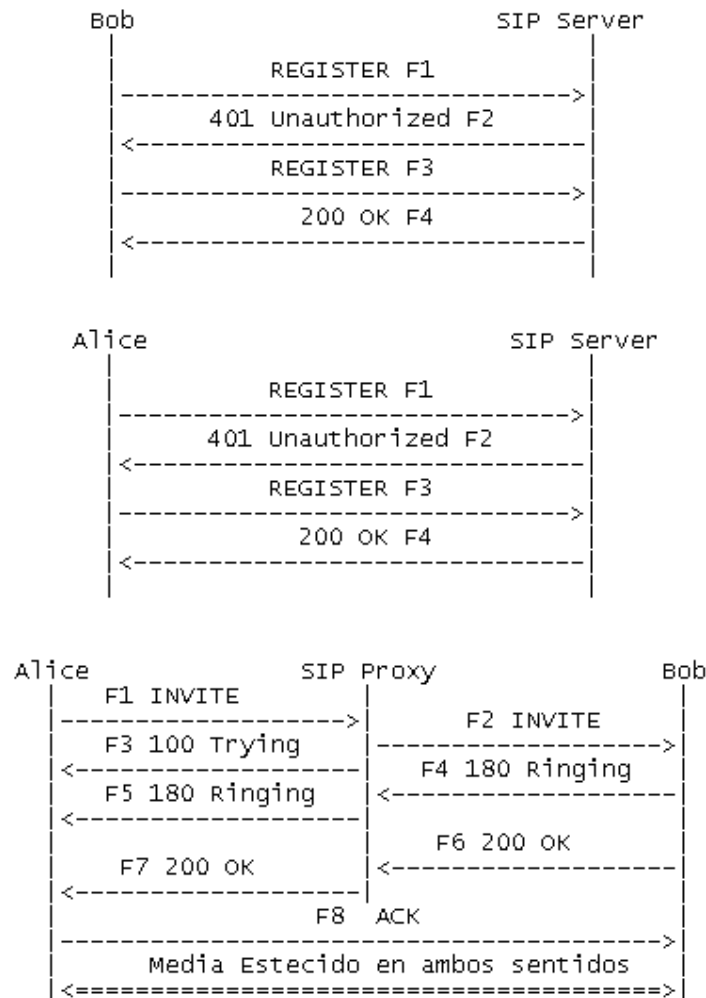 Bob SIP Server
REGISTER F1
401 Unauthorized F2
REGISTER F3
200 OK F4
Alice SIP Server
REGISTER F1
401 Unauthorized F2
REGISTER F3
200 OK F4
Alice SIP Proxy Bob
F1 INVITE
F2 INVITE
F3 100 Trying
F4 180 Ringing
F5 180 Ringing
F6 200 OK
F7 200 OK
F8 ACK
Media Estecido en ambos sentidos